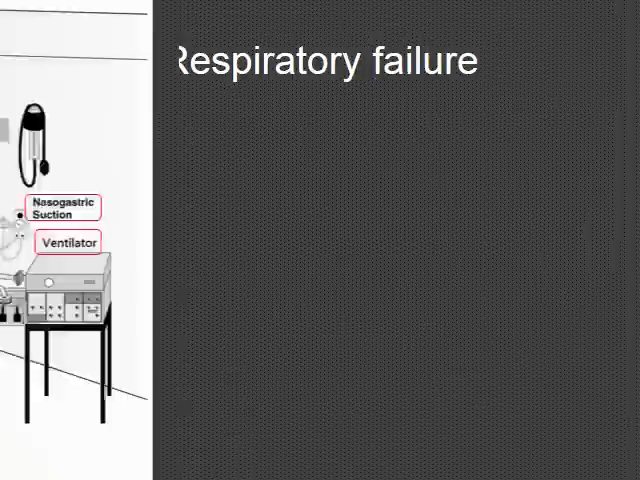 Respiratory failure
Nasogastric
Suction
Ventilator